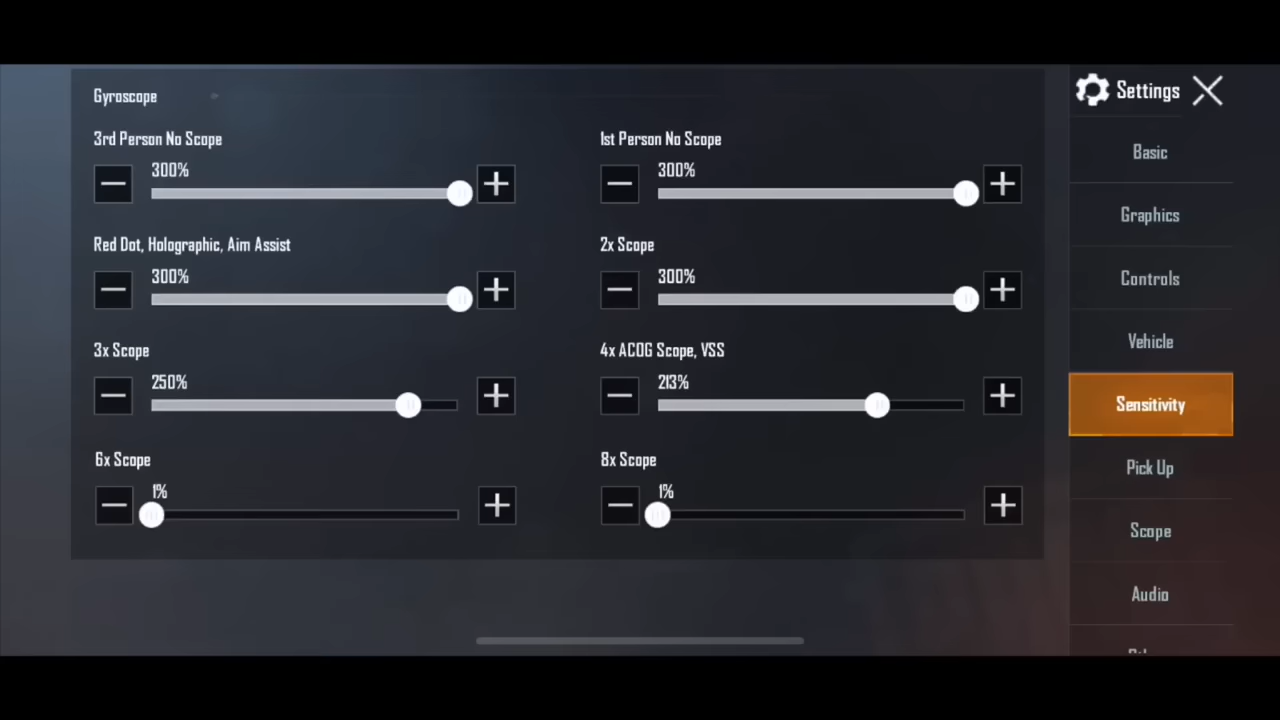 Gyroscope
3rd Person No Scope
300%
1st Person No Scope
300%
Red Dot, Holographic, Aim Assist
300%
2x Scope
300%
3x Scope
250%
4x ACOG Scope, VSS
213%
6x Scope
1%
8x Scope
1%
Settings
Basic
Graphics
Controls
Vehicle
Sensitivity
Pick Up
Scope
Audio